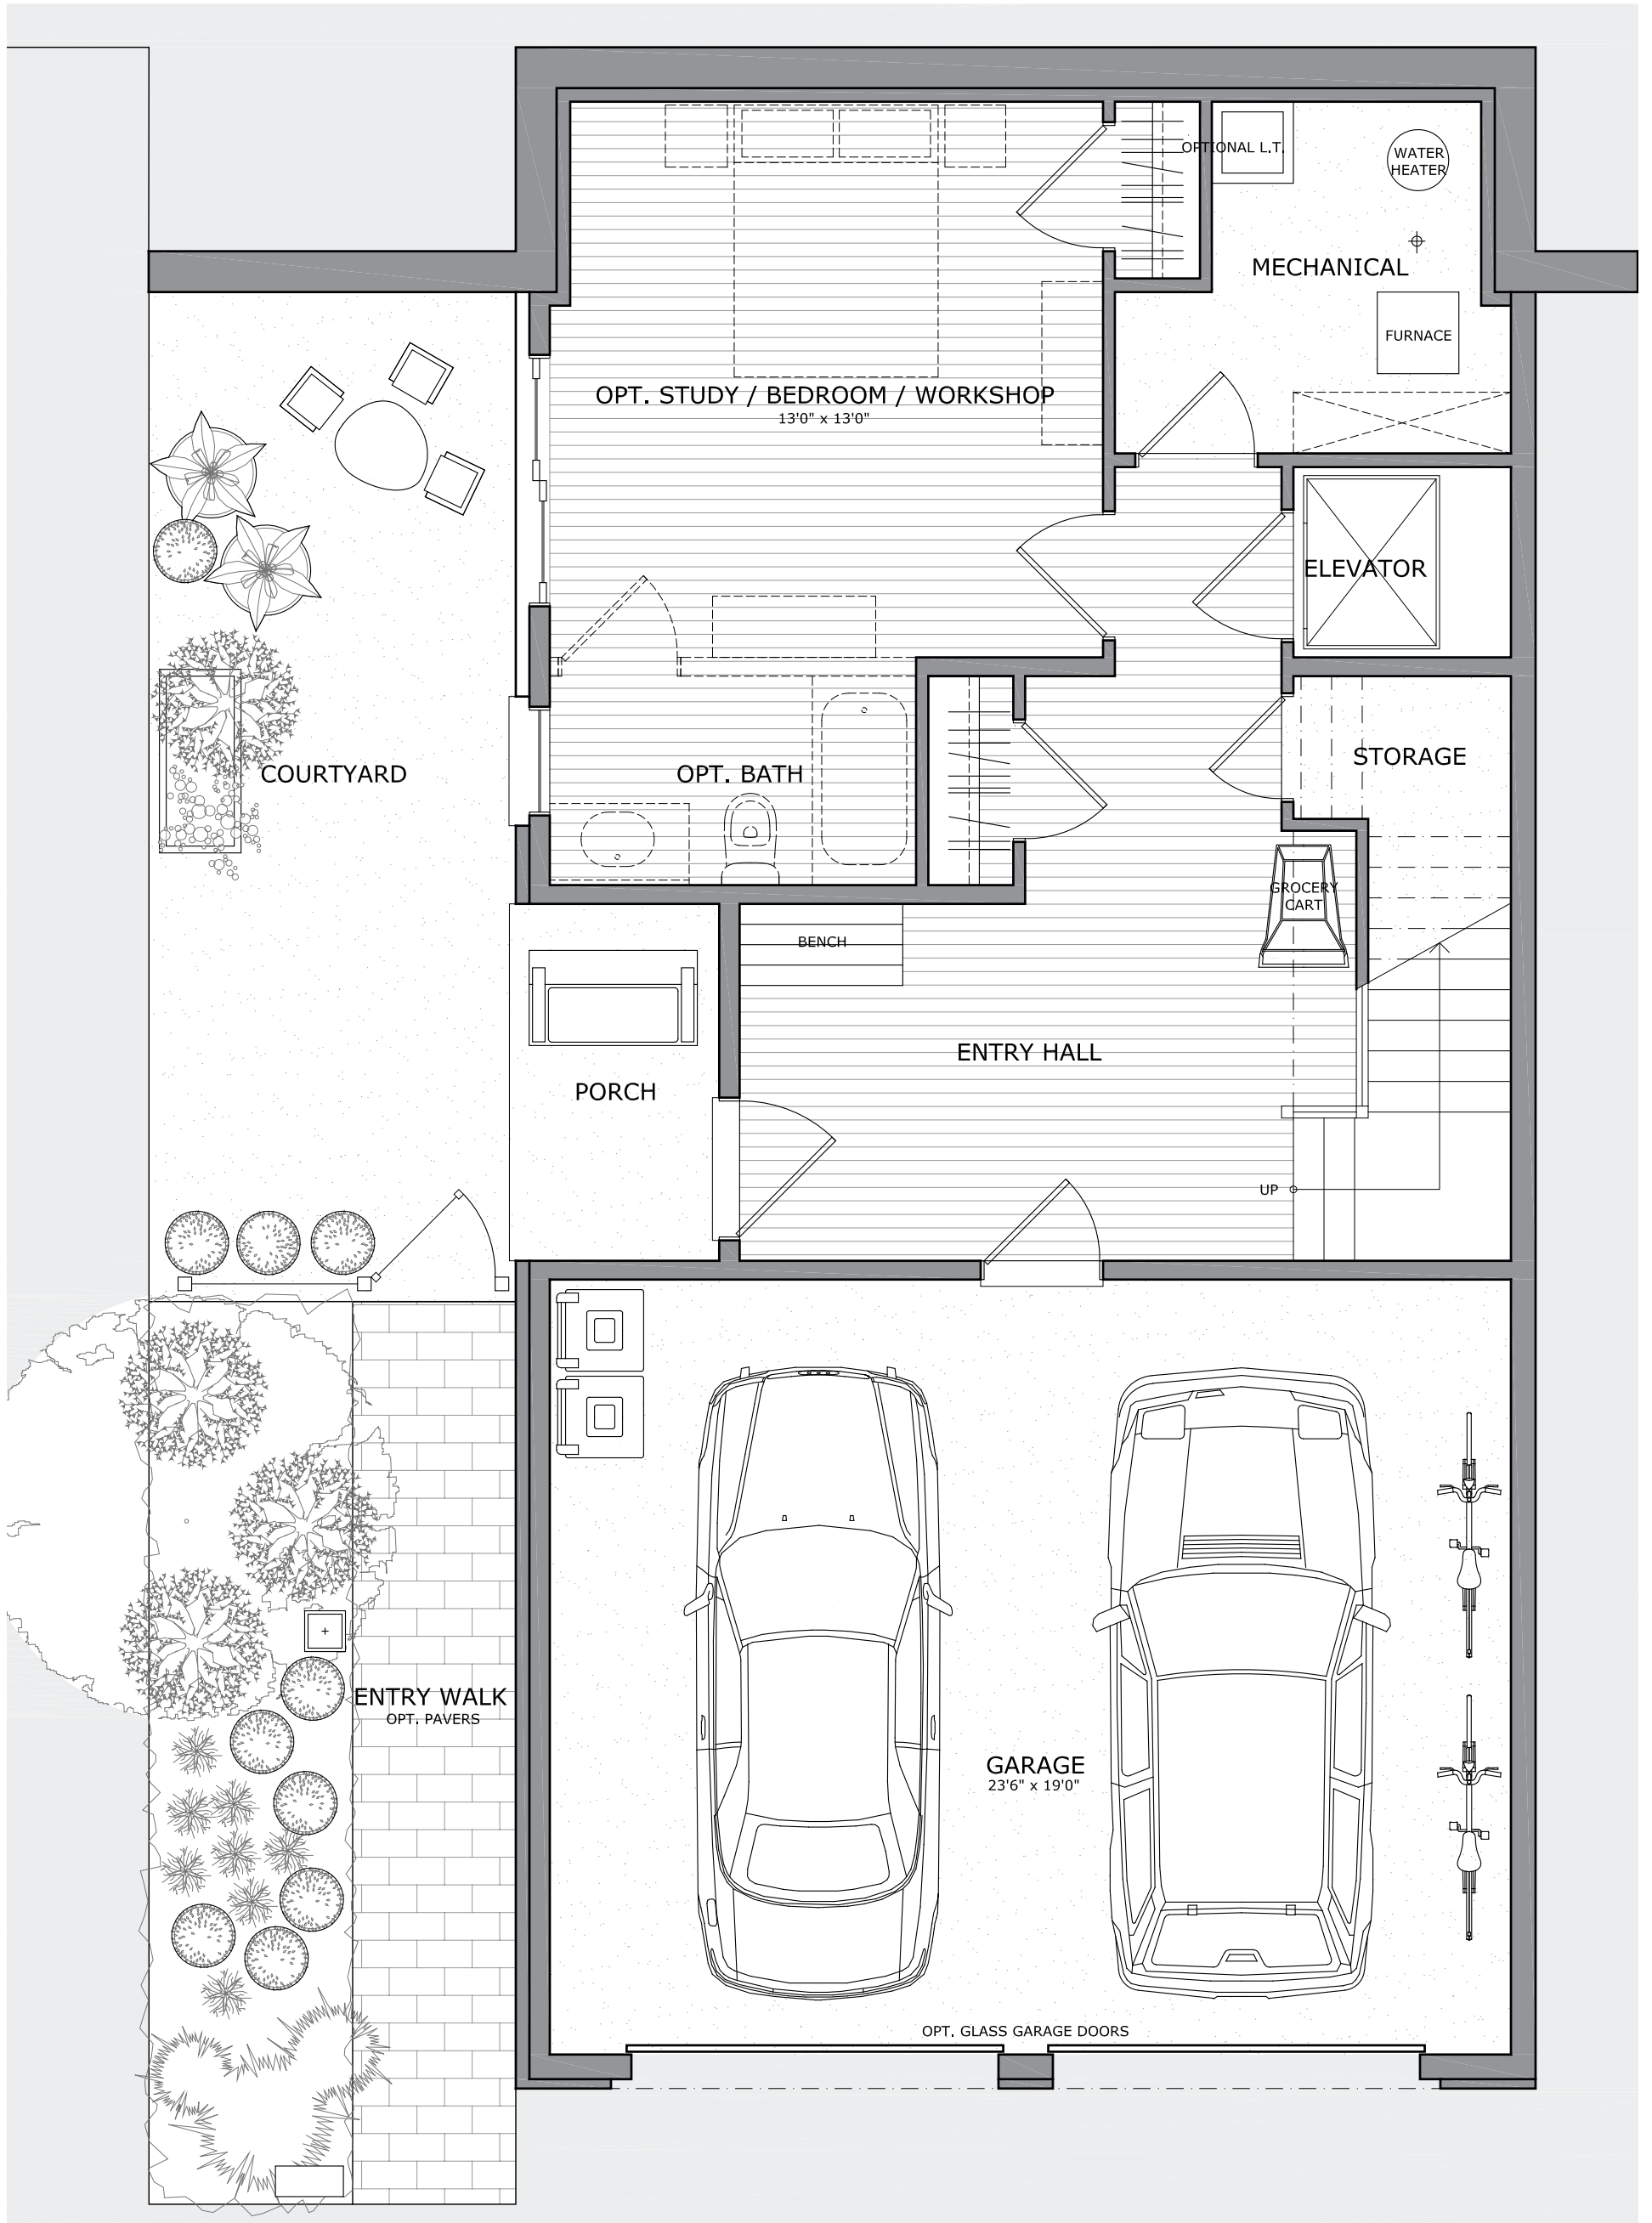 OPTIONAL L.T.
WATER
HEATER
MECHANICAL
FURNACE
OPT. STUDY / BEDROOM / WORKSHOP
13'0" x 13'0"
ELEVATOR
STORAGE
COURTYARD
OPT. BATH
GROCERY
CART
BENCH
ENTRY HALL
PORCH
UP
ENTRY WALK
OPT. PAVERS
GARAGE
23'6" x 19'0"
OPT. GLASS GARAGE DOORS